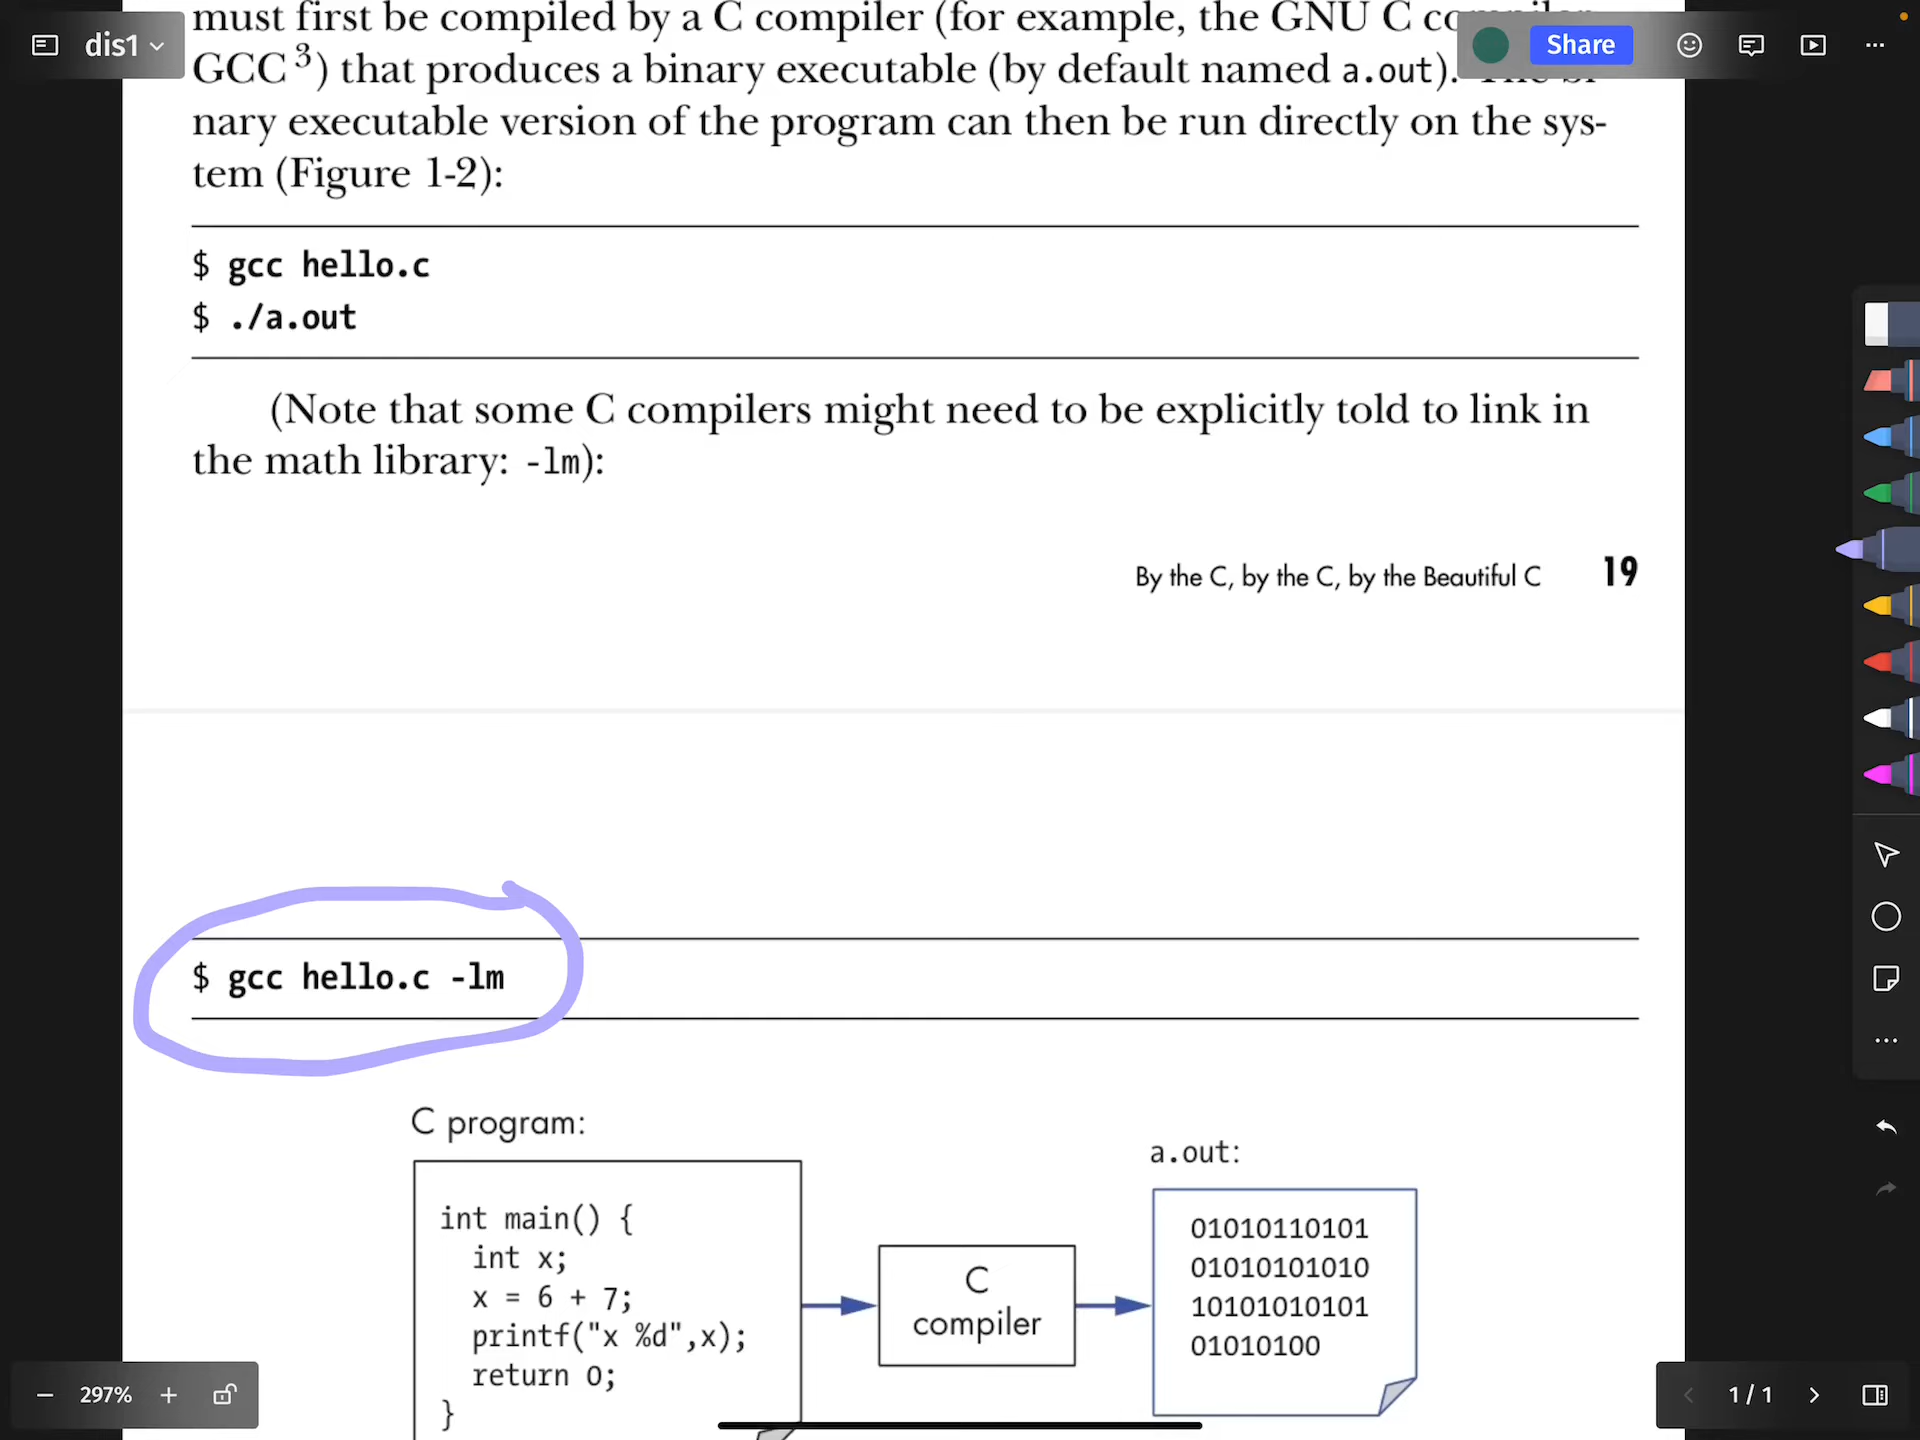 must first be compiled by a C compiler (for example, the GNU C
dis1
Share
GCC 3) that produces a binary executable (by default named a.out).
nary executable version of the program can then be run directly on the sys-
tem (Figure 1-2):
$ gcc hello.c
$ ./a.out
(Note that some C compilers might need to be explicitly told to link in
the math library: -lm):
By the C, by the C, by the Beautiful C 19
$ gcc hello.c -lm
C program:
a.out:
int main() {
int x;
x = 6 + 7;
printf("x %d",x);
return 0;
}
C
compiler
01010110101
01010101010
10101010101
01010100
297%
1 / 1